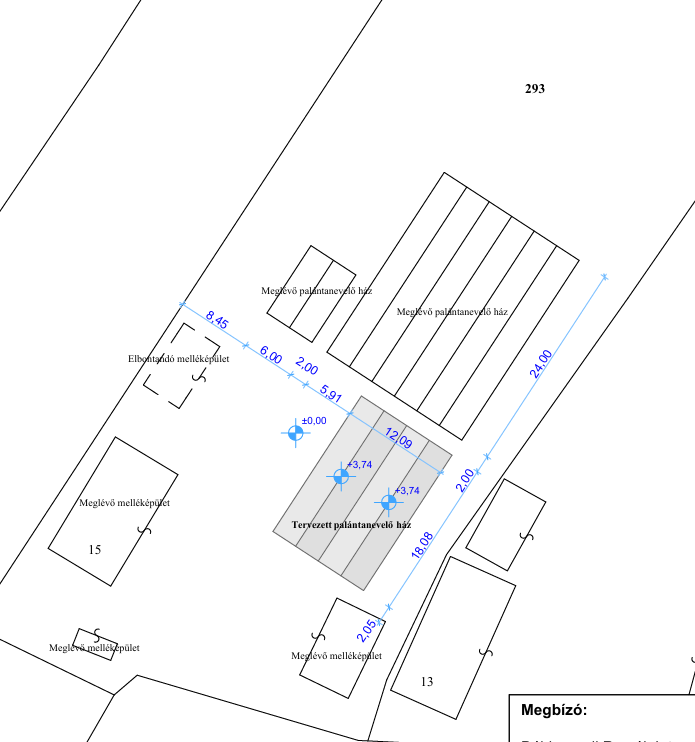 293
Meglévő palántanevelő ház
Meglévő palántanevelő ház
8,45
6,00
2,00
5,91
12,09
24,00
Elbontandó melléképület
±0,00
+3,74
+3,74
2,00
Meglévő melléképület
Tervezett palántanevelő ház
15
18,08
2,05
Meglévő melléképület
Meglévő melléképület
13
Megbízó: